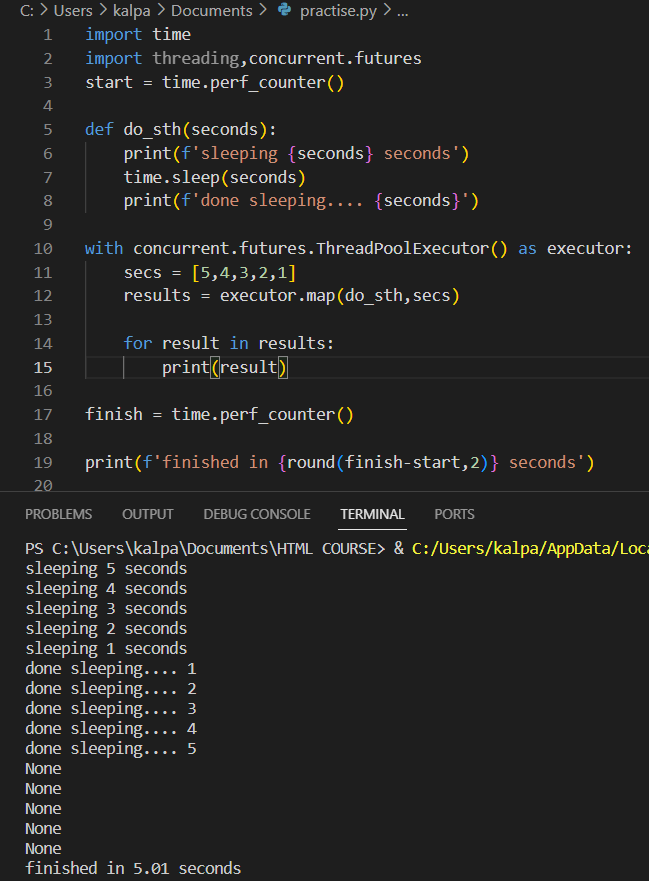 C: > Users > kalpa > Documents > practise.py > ...
1 import time
2 import threading,concurrent.futures
3 start = time.perf_counter()
4
5 def do_sth(seconds):
6     print(f'sleeping {seconds} seconds')
7     time.sleep(seconds)
8     print(f'done sleeping.... {seconds}')
9
10 with concurrent.futures.ThreadPoolExecutor() as executor:
11     secs = [5,4,3,2,1]
12     results = executor.map(do_sth,secs)
13
14     for result in results:
15         print(result)
16
17 finish = time.perf_counter()
18
19 print(f'finished in {round(finish-start,2)} seconds')
20
PROBLEMS OUTPUT DEBUG CONSOLE TERMINAL PORTS
PS C:\Users\kalpa\Documents\HTML COURSE> & C:/Users/kalpa/AppData/Loca
sleeping 5 seconds
sleeping 4 seconds
sleeping 3 seconds
sleeping 2 seconds
sleeping 1 seconds
done sleeping.... 1
done sleeping.... 2
done sleeping.... 3
done sleeping.... 4
done sleeping.... 5
None
None
None
None
None
finished in 5.01 seconds